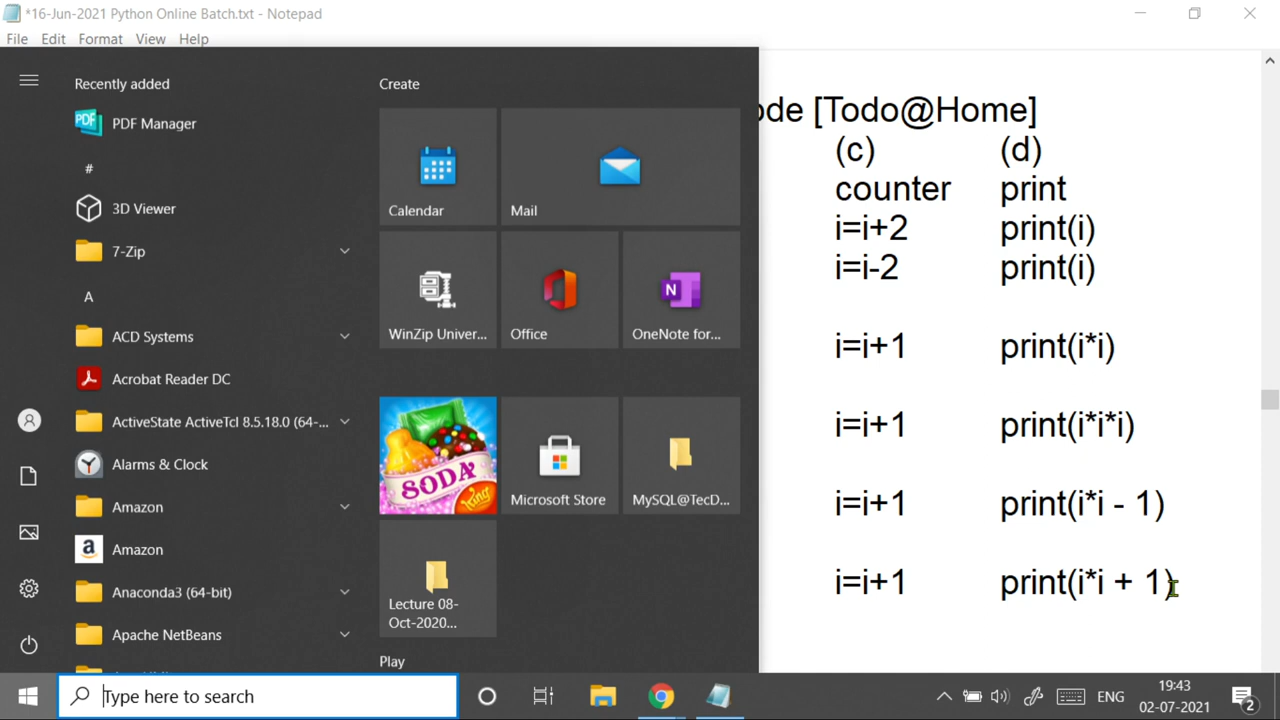 *16-Jun-2021 Python Online Batch.txt - Notepad
File Edit Format View Help
Recently added
PDF Manager
#
3D Viewer
7-Zip
A
ACD Systems
Acrobat Reader DC
ActiveState ActiveTcl 8.5.18.0 (64-...
Alarms & Clock
Amazon
Amazon
Anaconda3 (64-bit)
Apache NetBeans
Create
Calendar
Mail
WinZip Univer...
Office
OneNote for...
SODA
King
Microsoft Store
MySQL@TecD...
Lecture 08-
Oct-2020...
Play
ode [Todo@Home]
(c) (d)
counter print
i=i+2 print(i)
i=i-2 print(i)
i=i+1 print(i*i)
i=i+1 print(i*i*i)
i=i+1 print(i*i - 1)
i=i+1 print(i*i + 1)
Type here to search
ENG
19:43
02-07-2021
2